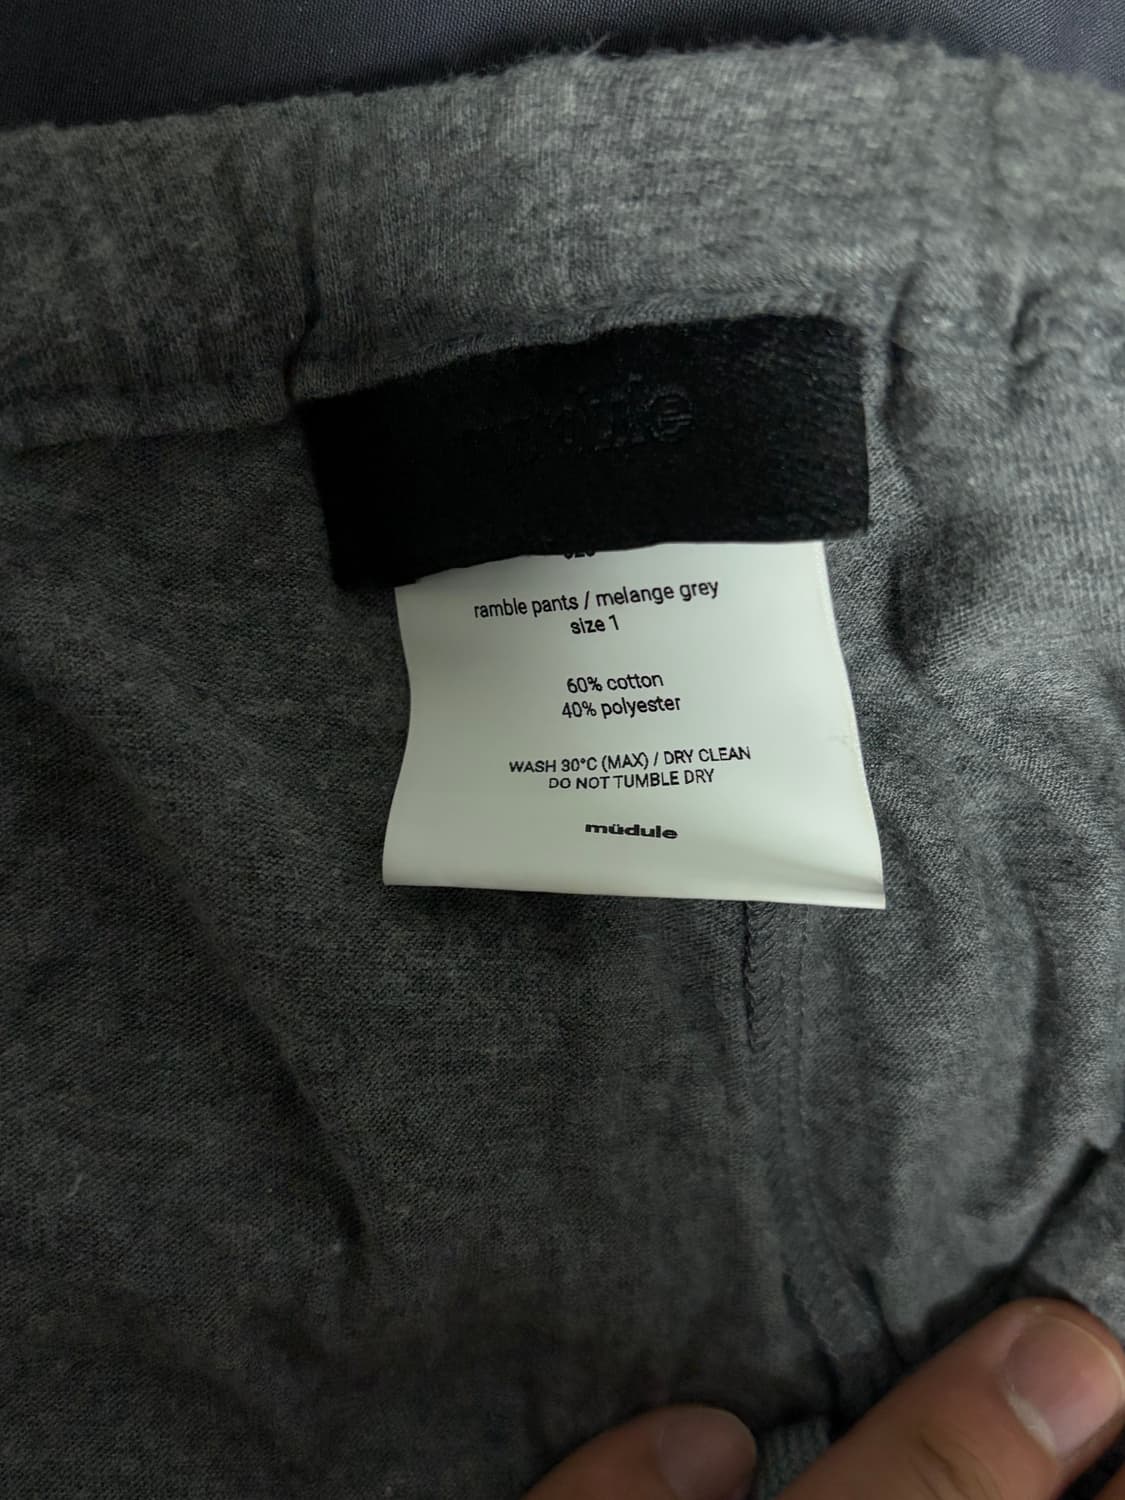 ramble pants / melange grey
size 1
60% cotton
40% polyester
WASH 30°C (MAX) / DRY CLEAN
DO NOT TUMBLE DRY
müdule